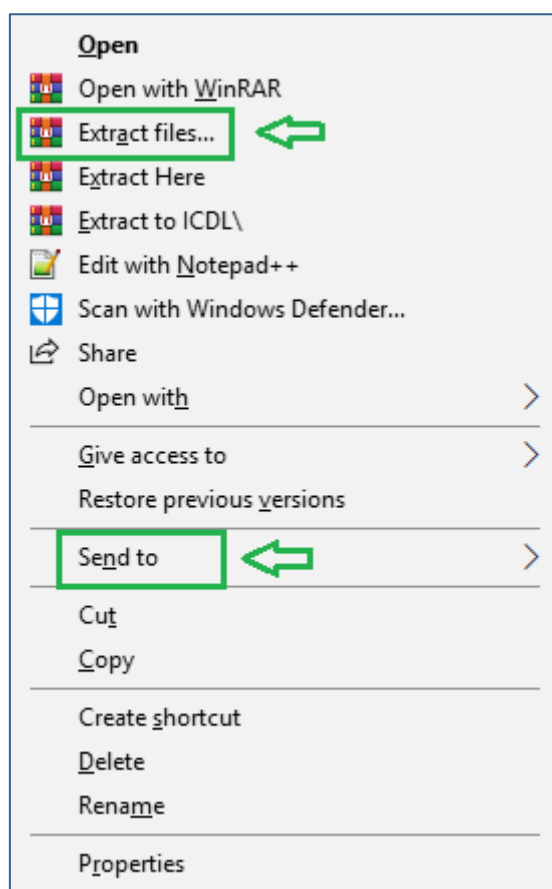 Open
Open with WinRAR
Extract files...
Extract Here
Extract to ICDL\
Edit with Notepad++
Scan with Windows Defender...
Share
Open with
Give access to
Restore previous versions
Send to
Cut
Copy
Create shortcut
Delete
Rename
Properties